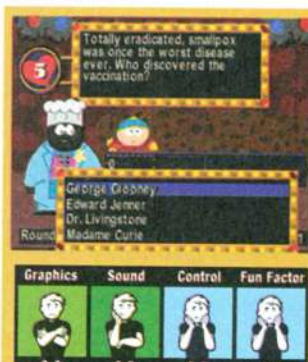 5
Totally eradicated, smallpox
was once the worst disease
ever. Who discovered the
vaccination?
George Clooney
Edward Jenner
Dr. Livingstone
Madame Curie
Round
Graphics Sound Control Fun Factor